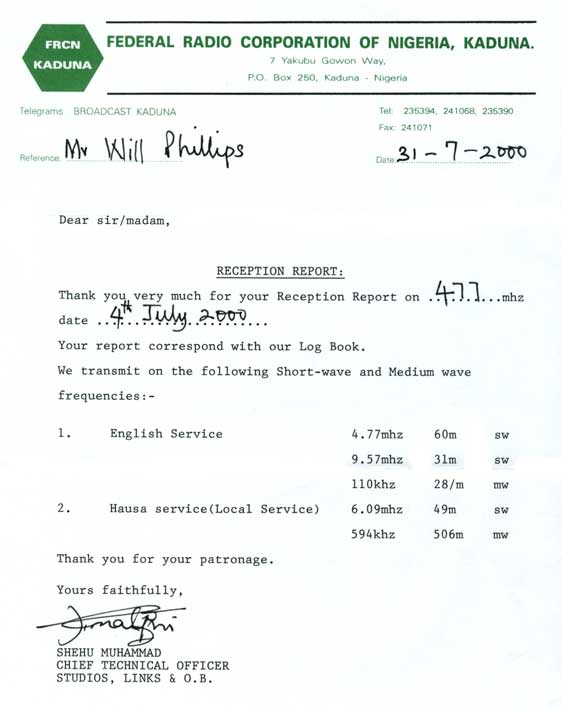 FRCN
KADUNA
FEDERAL RADIO CORPORATION OF NIGERIA, KADUNA.
7 Yakubu Gowon Way,
P.O. Box 250, Kaduna - Nigeria
Telegrams BROADCAST KADUNA
Tel: 235394, 241068, 235390
Fax: 241071
Reference: Mr Will Phillips
Date 31-7-2000
Dear sir/madam,
RECEPTION REPORT:
Thank you very much for your Reception Report on .4.77...mhz
date ...4th July 2000...
Your report correspond with our Log Book.
We transmit on the following Short-wave and Medium wave
frequencies:-
1. English Service 4.77mhz 60m sw
9.57mhz 31m sw
110khz 28/m mw
2. Hausa service(Local Service) 6.09mhz 49m sw
594khz 506m mw
Thank you for your patronage.
Yours faithfully,
SHEHU MUHAMMAD
CHIEF TECHNICAL OFFICER
STUDIOS, LINKS & O.B.